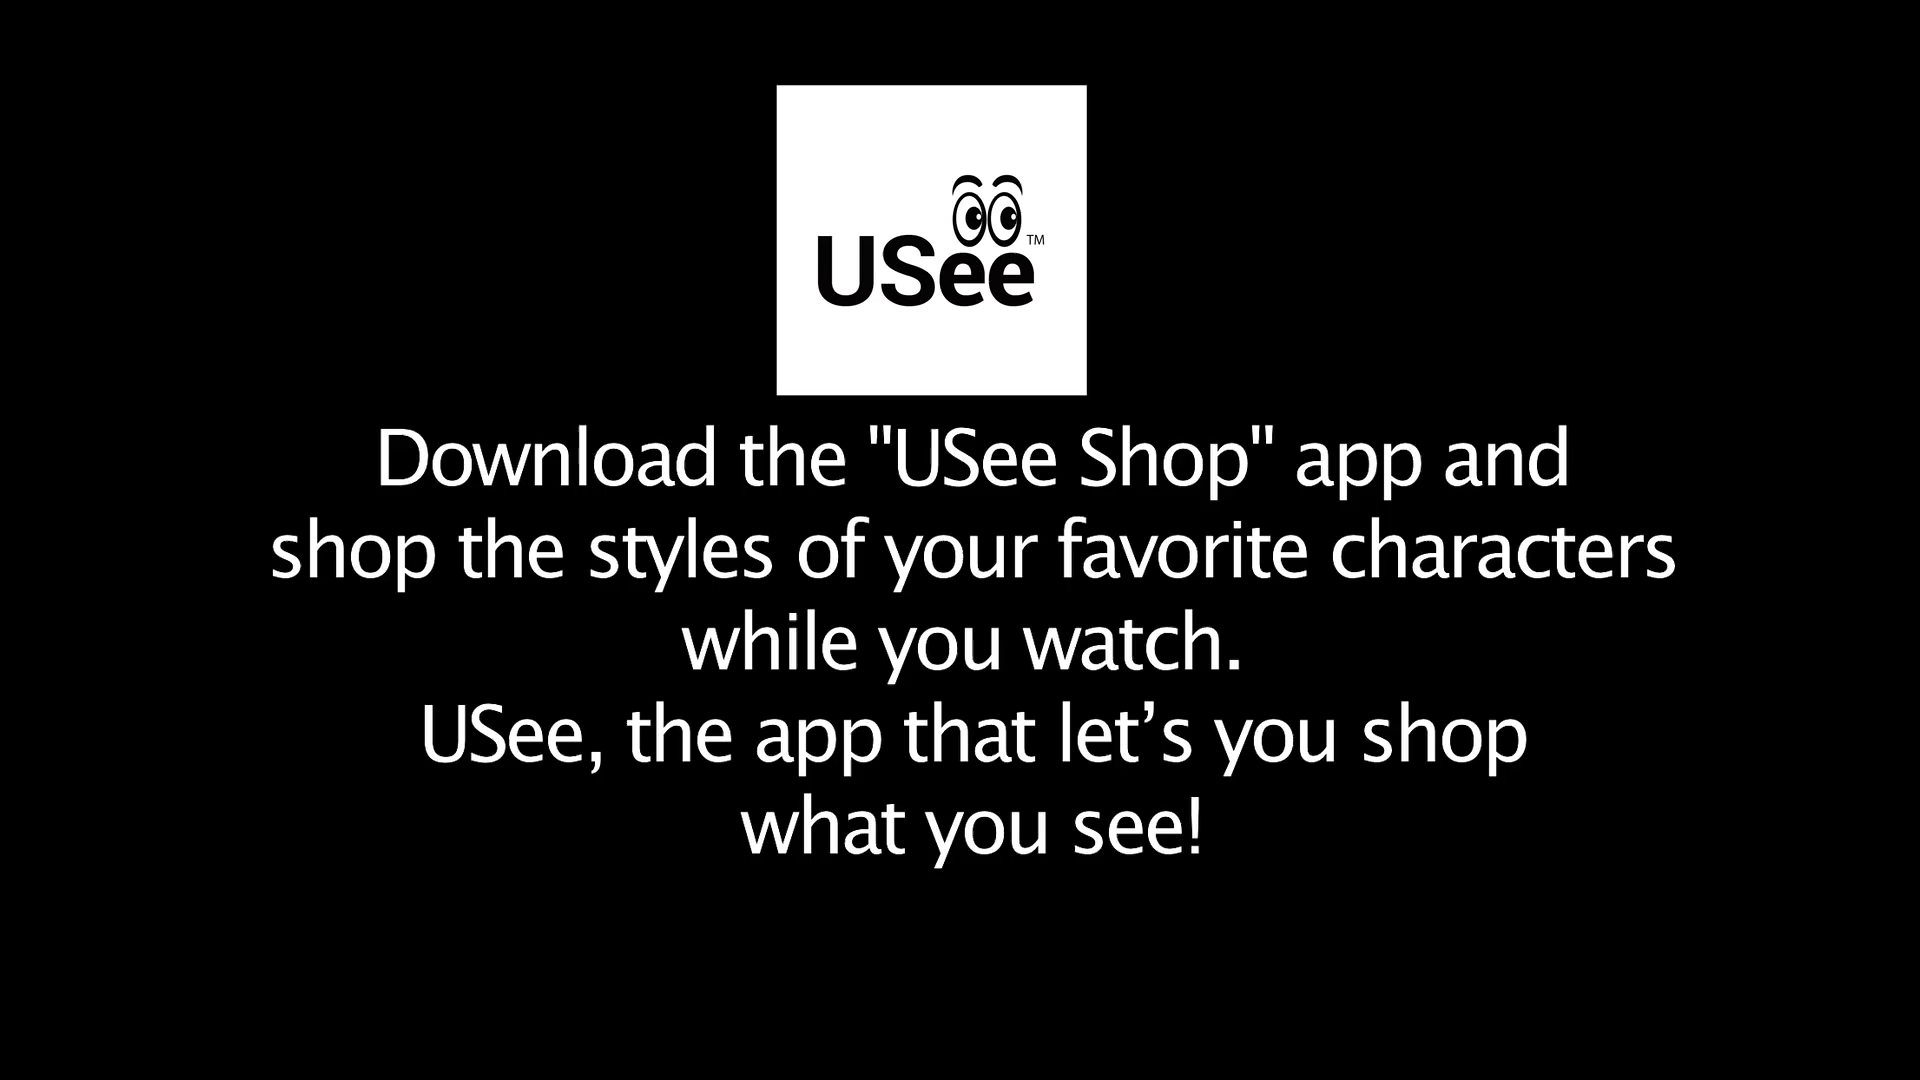 USee™
Download the "USee Shop" app and
shop the styles of your favorite characters
while you watch.
USee, the app that let’s you shop
what you see!